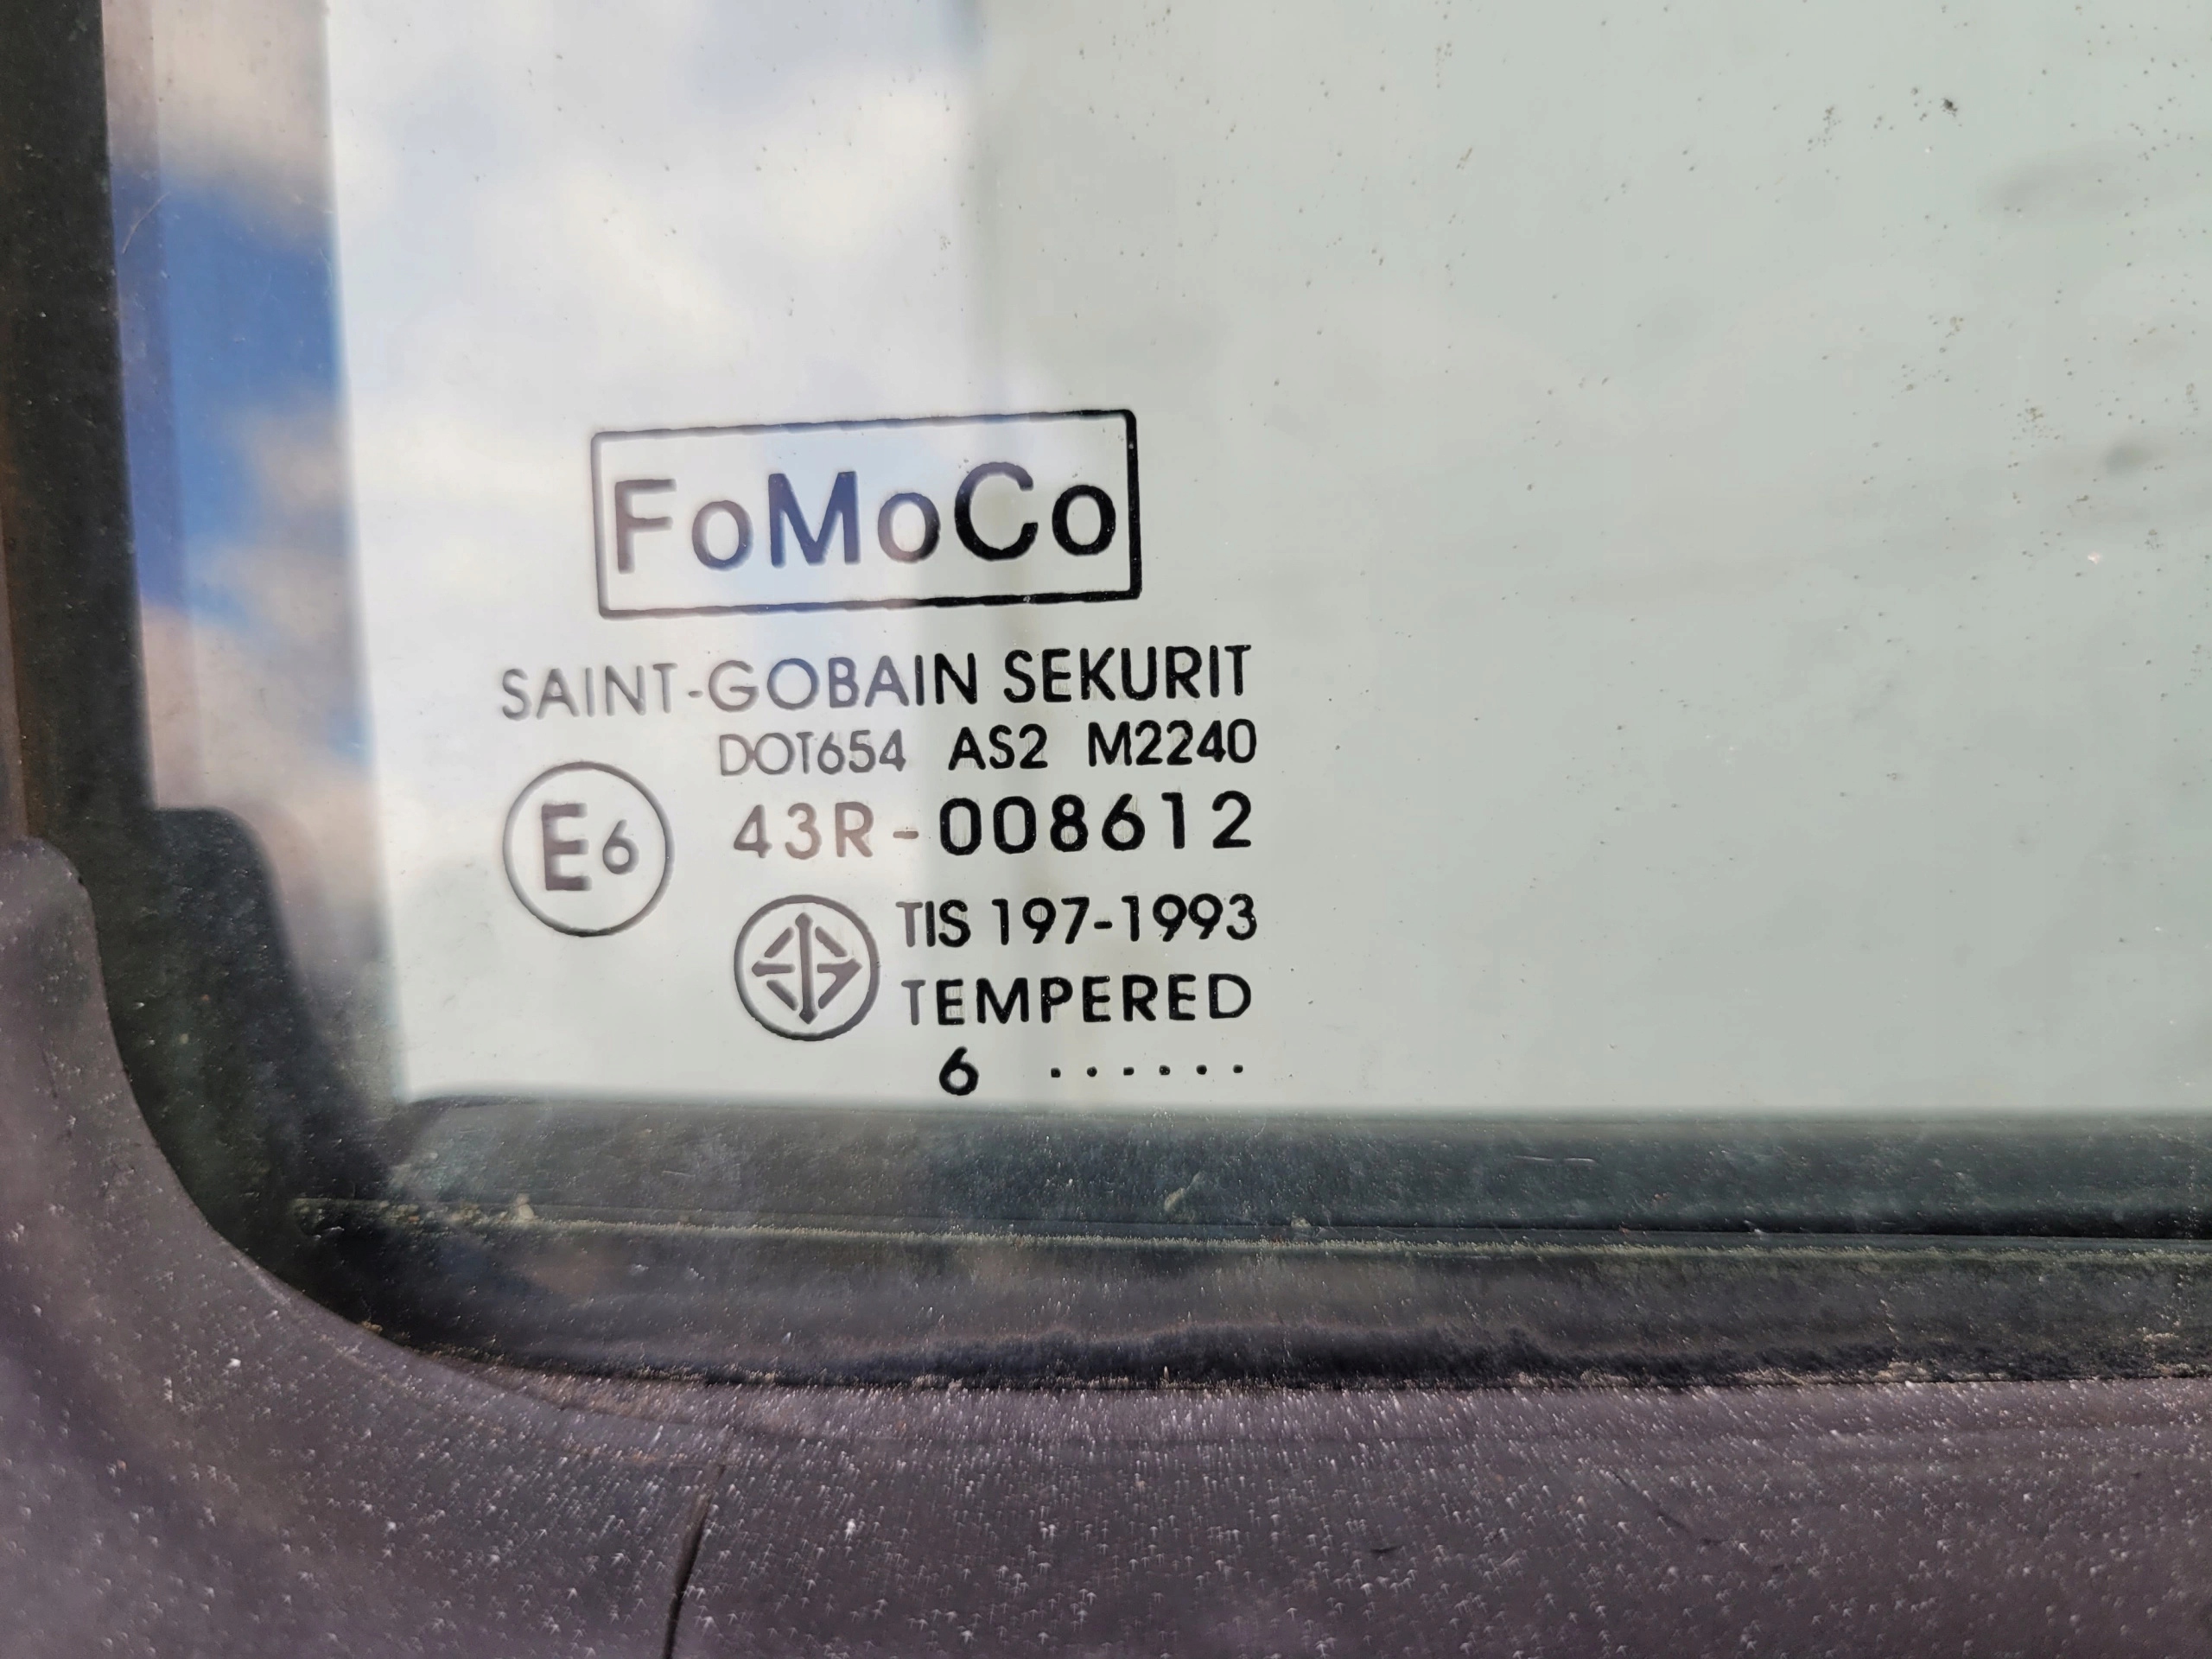 FoMoCo
SAINT-GOBAIN SEKURIT
DOT654 AS2 M2240
E6 43R-008612
TIS 197-1993
TEMPERED
6 ······